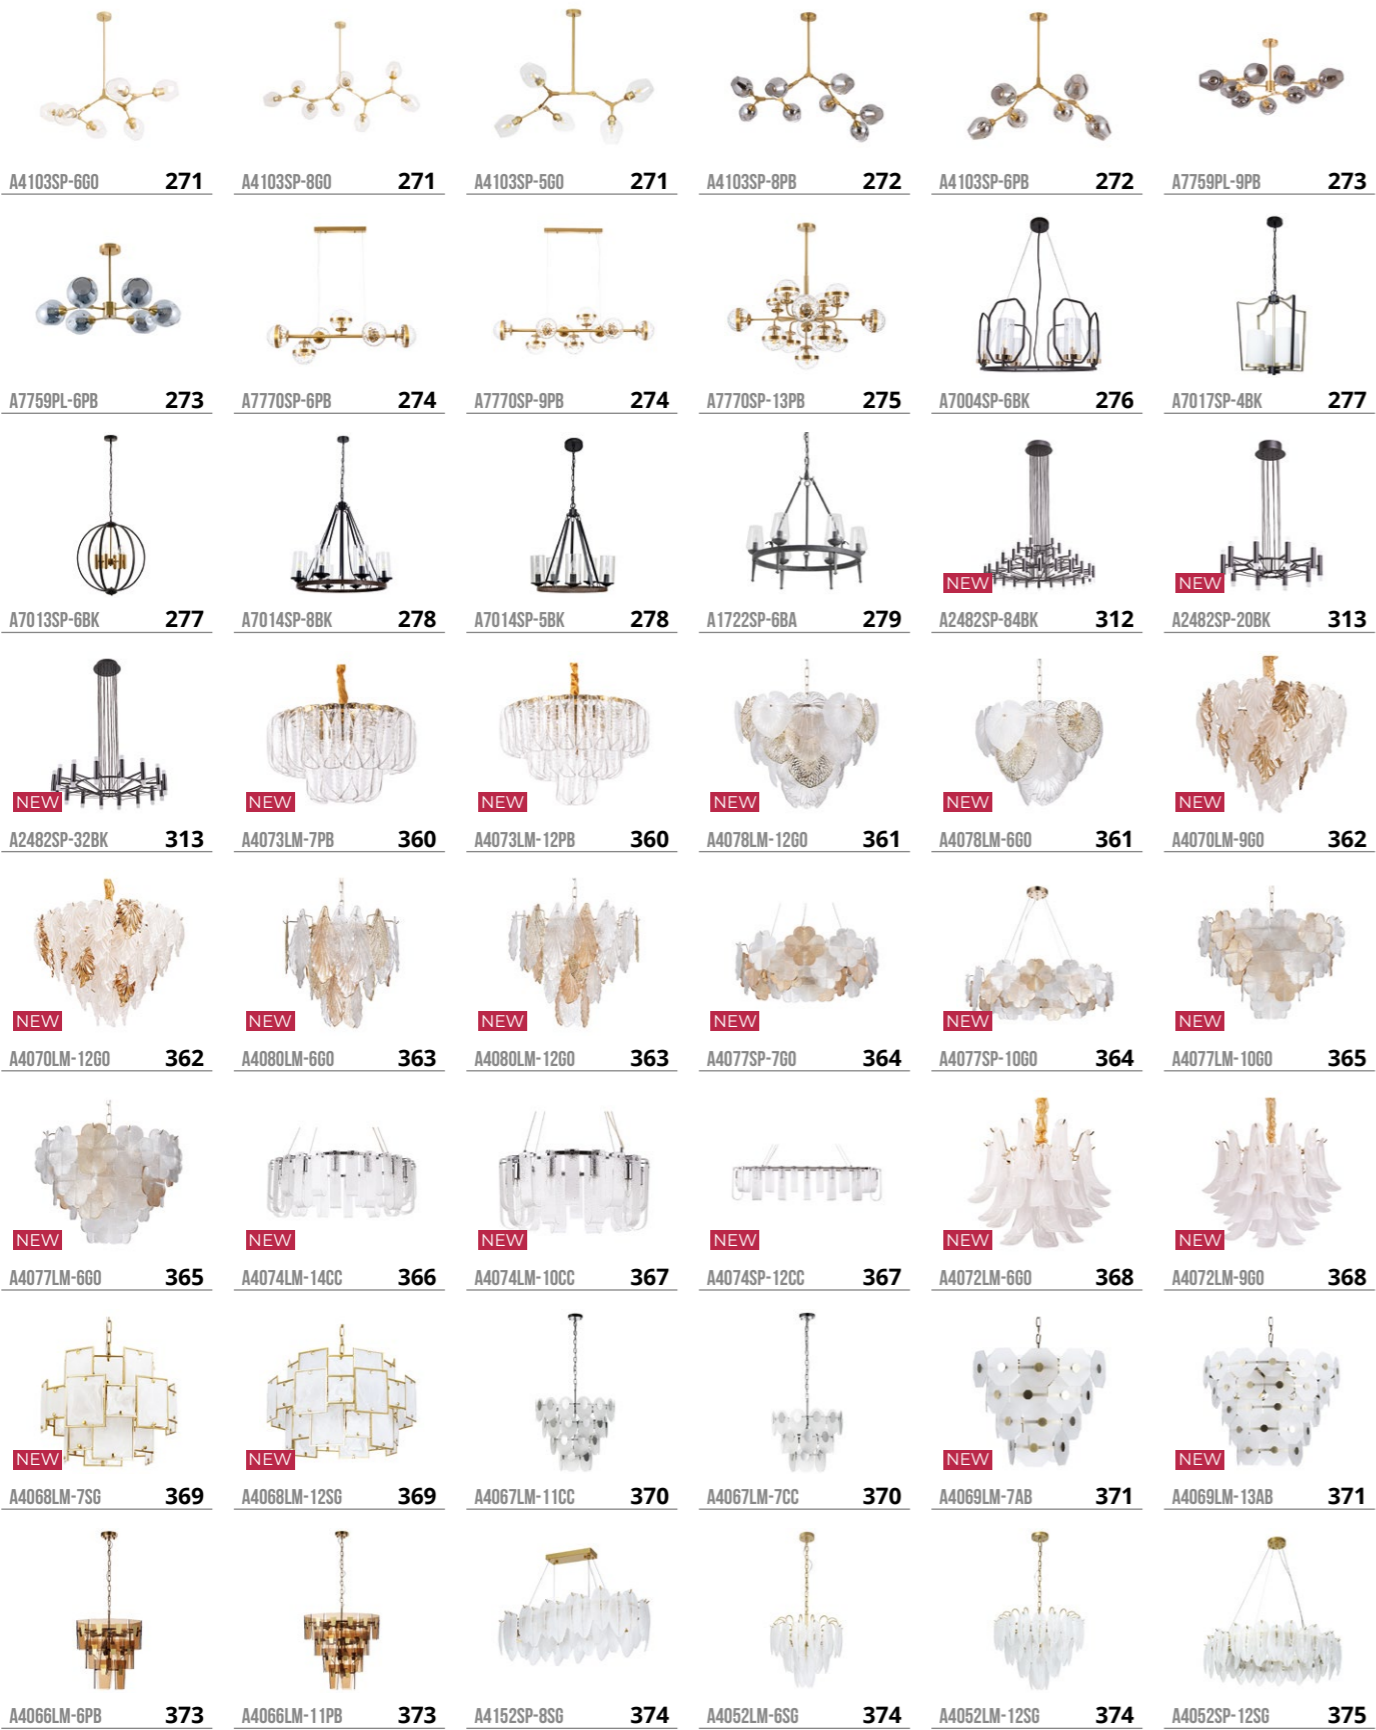 A4103SP-6GO 271 A4103SP-8GO 271 A4103SP-5GO 271 A4103SP-8PB 272 A4103SP-6PB 272 A7759PL-9PB 273
A7759PL-6PB 273 A7770SP-6PB 274 A7770SP-9PB 274 A7770SP-13PB 275 A7004SP-6BK 276 A7017SP-4BK 277
NEW NEW
A7013SP-6BK 277 A7014SP-8BK 278 A7014SP-5BK 278 A1722SP-6BA 279 A2482SP-84BK 312 A2482SP-20BK 313
NEW NEW NEW NEW NEW NEW
A2482SP-32BK 313 A4073LM-7PB 360 A4073LM-12PB 360 A4078LM-12GO 361 A4078LM-6GO 361 A4070LM-9GO 362
NEW NEW NEW NEW NEW NEW
A4070LM-12GO 362 A4080LM-6GO 363 A4080LM-12GO 363 A4077SP-7GO 364 A4077SP-10GO 364 A4077LM-10GO 365
NEW NEW NEW NEW NEW NEW
A4077LM-6GO 365 A4074LM-14CC 366 A4074LM-10CC 367 A4074SP-12CC 367 A4072LM-6GO 368 A4072LM-9GO 368
NEW NEW NEW NEW
A4068LM-7SG 369 A4068LM-12SG 369 A4067LM-11CC 370 A4067LM-7CC 370 A4069LM-7AB 371 A4069LM-13AB 371
A4066LM-6PB 373 A4066LM-11PB 373 A4152SP-8SG 374 A4052LM-6SG 374 A4052LM-12SG 374 A4052SP-12SG 375